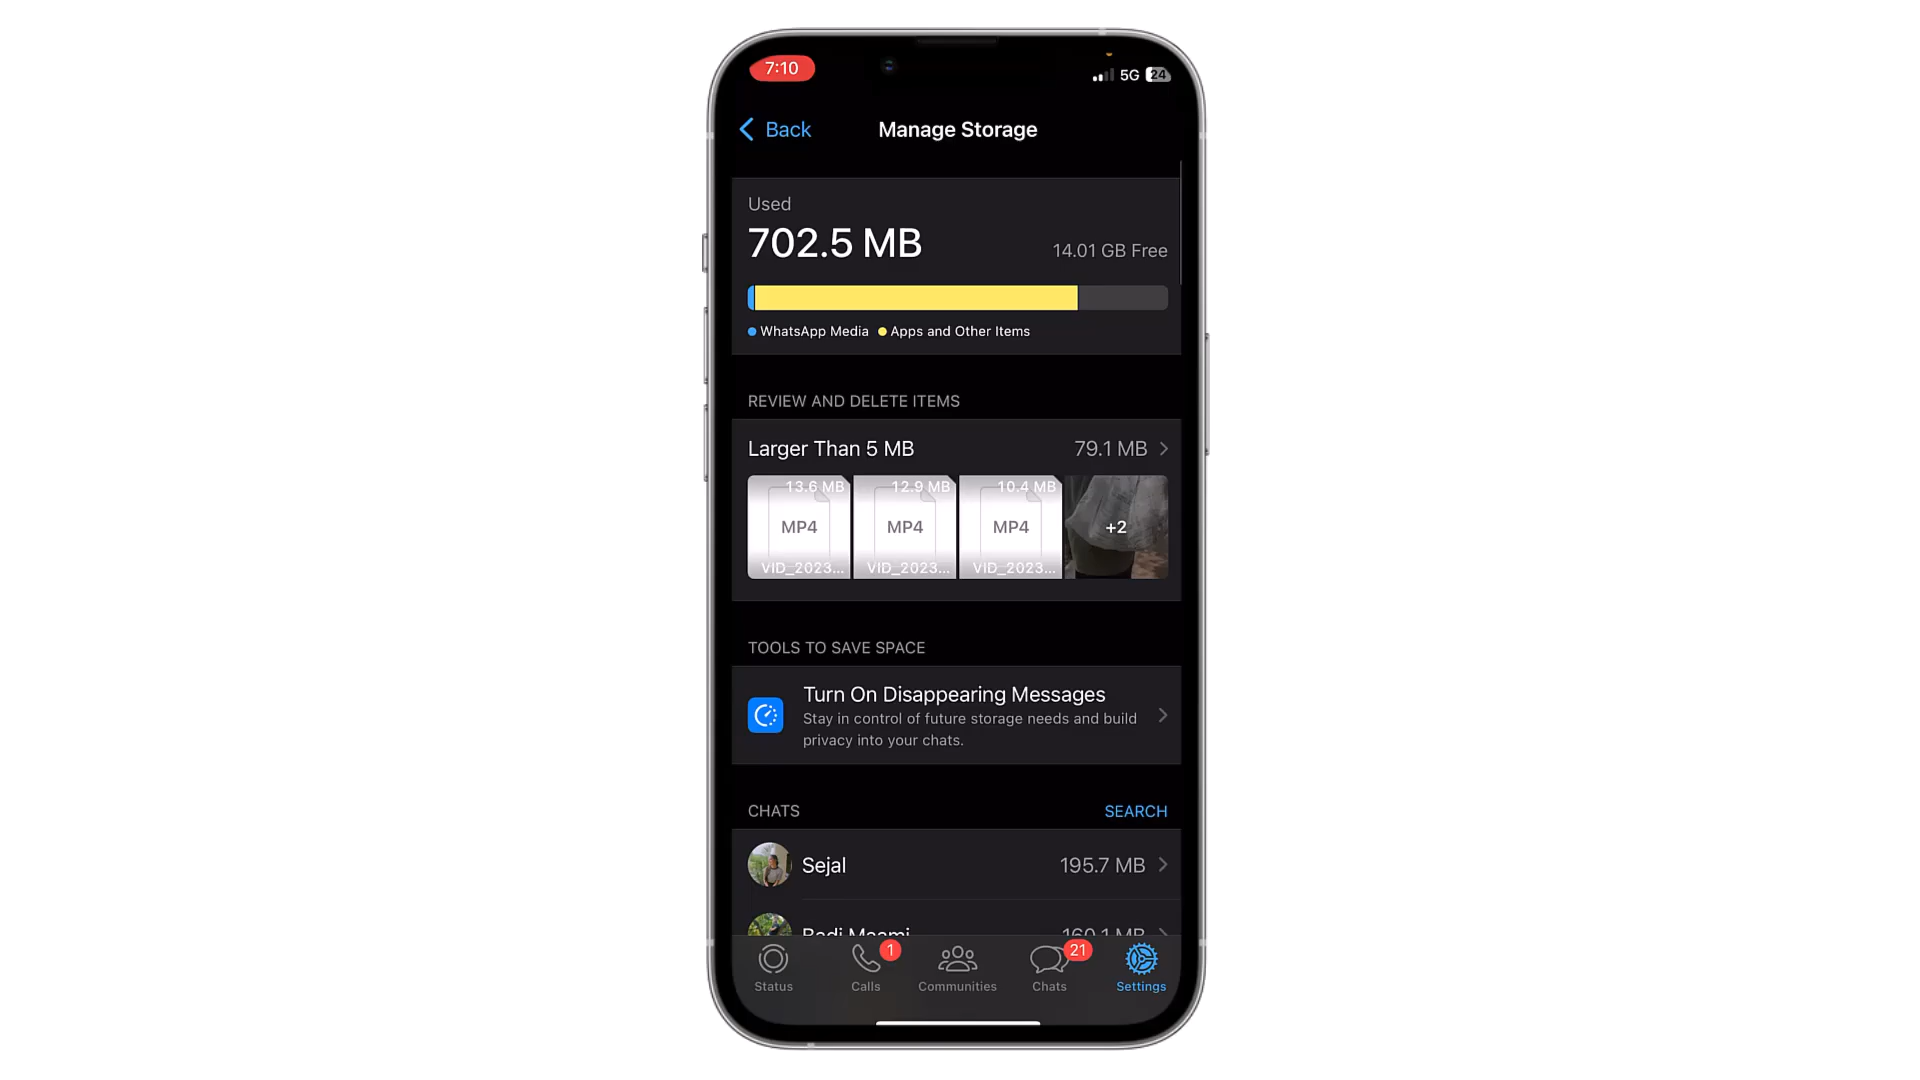 7:10
5G 24
Back
Manage Storage
Used
702.5 MB
14.01 GB Free
WhatsApp Media
Apps and Other Items
REVIEW AND DELETE ITEMS
Larger Than 5 MB
79.1 MB
13.6 MB
12.9 MB
10.4 MB
MP4
MP4
MP4
+2
VID_2023...
VID_2023...
VID_2023...
TOOLS TO SAVE SPACE
Turn On Disappearing Messages
Stay in control of future storage needs and build
privacy into your chats.
CHATS
SEARCH
Sejal
195.7 MB
Badi Maami
160.1 MB
1
21
Status
Calls
Communities
Chats
Settings